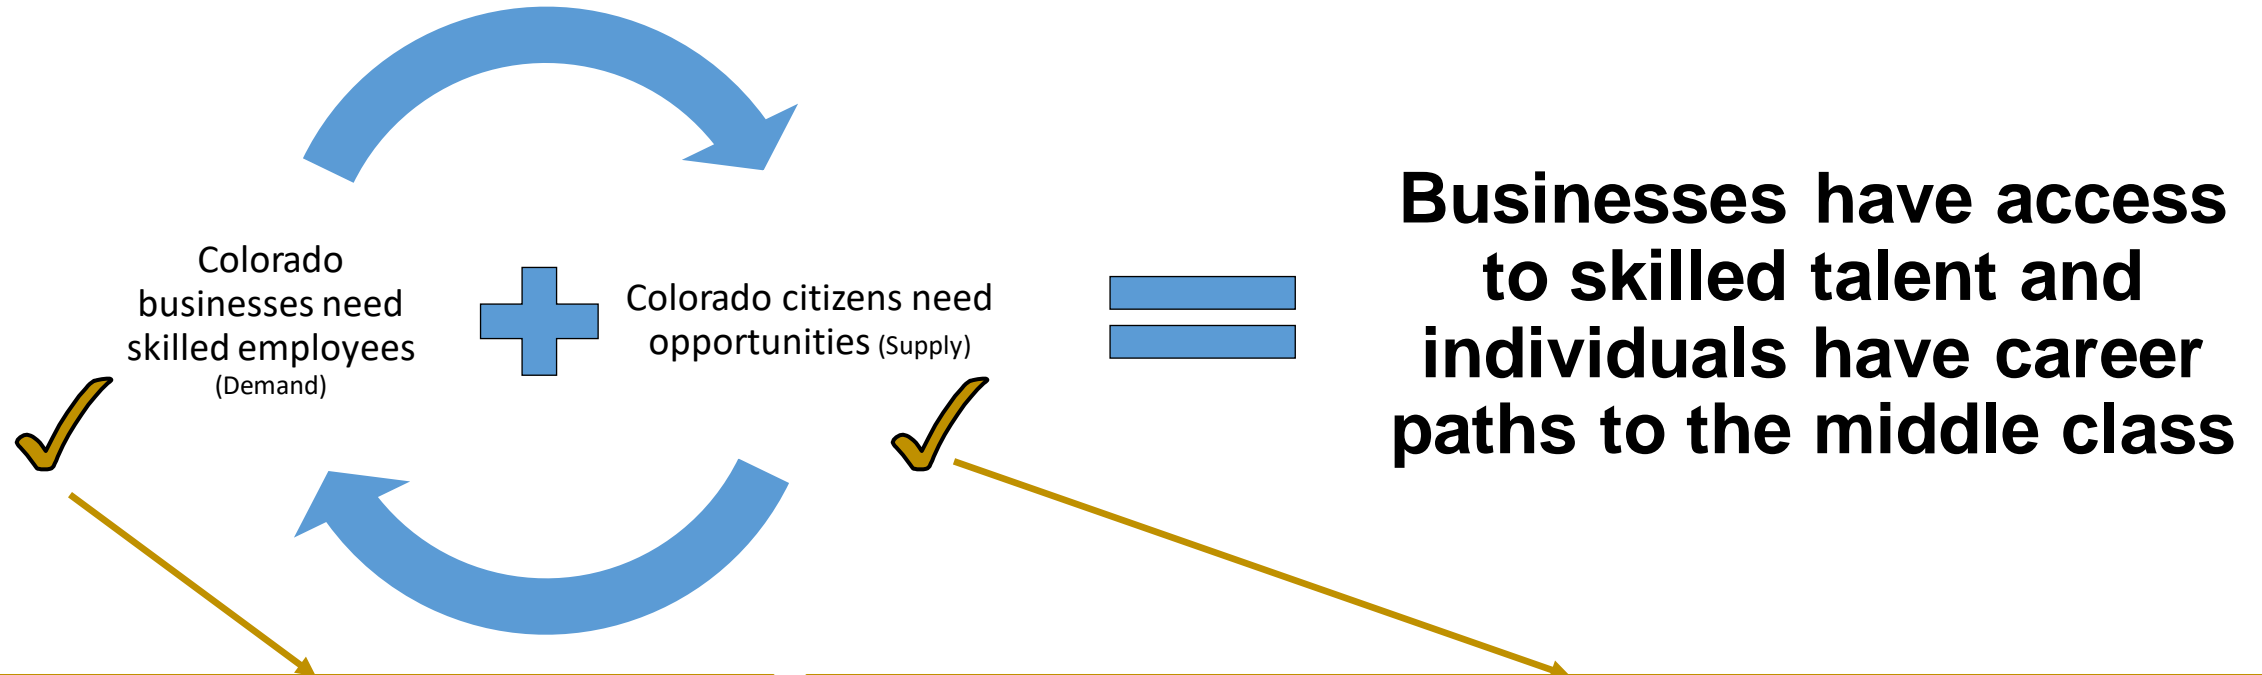 Colorado
businesses need
skilled employees
(Demand)
Colorado citizens need
opportunities (Supply)
Businesses have access
to skilled talent and
individuals have career
paths to the middle class